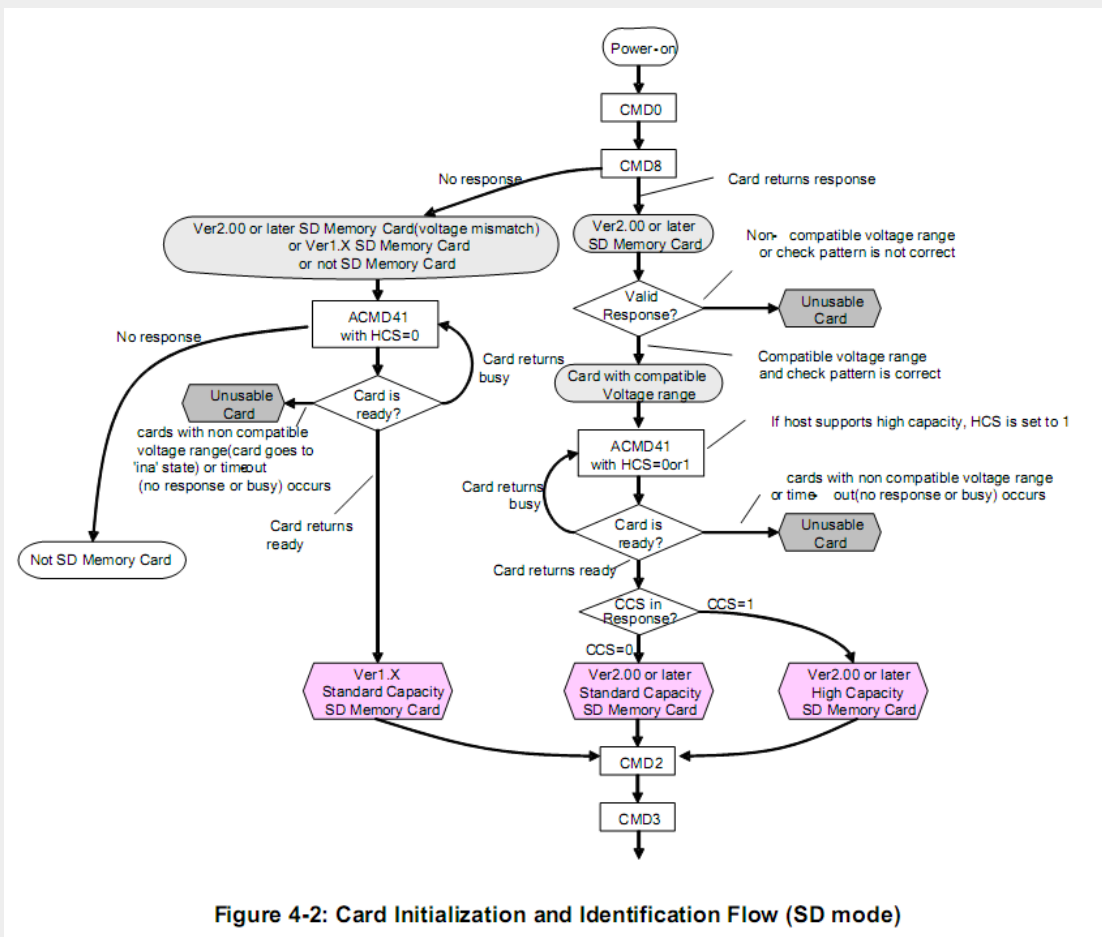 Power-on
CMD0
CMD8
No response
Card returns response
Ver2.00 or later SD Memory Card(voltage mismatch)
or Ver1.X SD Memory Card
or not SD Memory Card
Ver2.00 or later
SD Memory Card
Non- compatible voltage range
or check pattern is not correct
Valid
Response?
Unusable
Card
ACMD41
with HCS=0
No response
Card returns
busy
Compatible voltage range
and check pattern is correct
Card with compatible
Voltage range
Card is
ready?
Unusable
Card
cards with non compatible
voltage range(card goes to
'ina' state) or timeout
(no response or busy) occurs
If host supports high capacity, HCS is set to 1
ACMD41
with HCS=0or1
Card returns
busy
cards with non compatible voltage range
or time- out(no response or busy) occurs
Card returns
ready
Card is
ready?
Unusable
Card
Not SD Memory Card
Card returns ready
CCS in
Response?
CCS=1
CCS=0
Ver1.X
Standard Capacity
SD Memory Card
Ver2.00 or later
Standard Capacity
SD Memory Card
Ver2.00 or later
High Capacity
SD Memory Card
CMD2
CMD3
Figure 4-2: Card Initialization and Identification Flow (SD mode)